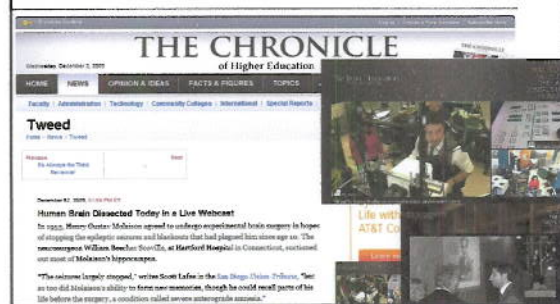 THE CHRONICLE
of Higher Education
Wednesday, December 2, 2009
HOME NEWS OPINION & IDEAS FACTS & FIGURES TOPICS
Faculty | Administration | Technology | Community Colleges | International | Special Reports
Tweed
Home News Tweed
Previous Next
December 02, 2009
Human Brain Dissected Today in a Live Webcast
In 1953, Henry Gustav Molaison agreed to undergo experimental brain surgery in hopes
of stopping the epileptic seizures and blackouts that had plagued him since age 10. The
neurosurgeon William Beecher Scoville, at Hartford Hospital in Connecticut, suctioned
out most of Molaison's hippocampus.
"The seizures largely stopped," writes Scott Lafee in the San Diego Union-Tribune, "but
so too did Molaison's ability to form new memories, though he could recall parts of his
life before the surgery, a condition called severe anterograde amnesia."
Life with
AT&T